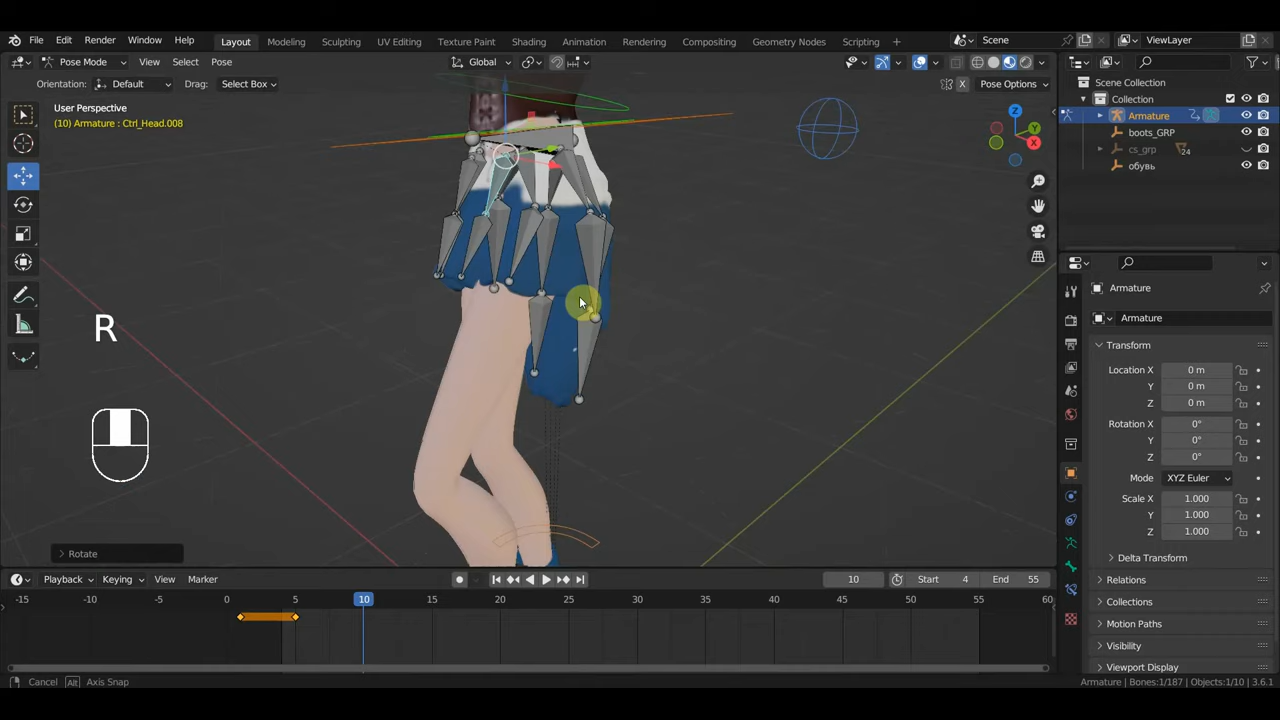 File Edit Render Window Help Layout Modeling Sculpting UV Editing Texture Paint Shading Animation Rendering Compositing Geometry Nodes Scripting + Scene ViewLayer
Pose Mode View Select Pose Global
Orientation: Default Drag: Select Box X Pose Options
User Perspective
(10) Armature : Ctrl_Head.008
Scene Collection
Collection
Armature
boots_GRP
cs_grp 24
обувь
Z
Y
X
R
Rotate
Armature
Armature
Transform
Location X 0 m
Y 0 m
Z 0 m
Rotation X 0°
Y 0°
Z 0°
Mode XYZ Euler
Scale X 1.000
Y 1.000
Z 1.000
Delta Transform
Relations
Collections
Motion Paths
Visibility
Viewport Display
Playback Keying View Marker 10 Start 4 End 55
-15 -10 -5 0 5 10 15 20 25 30 35 40 45 50 55 60
Cancel Alt Axis Snap Armature | Bones:1/187 | Objects:1/10 | 3.6.1